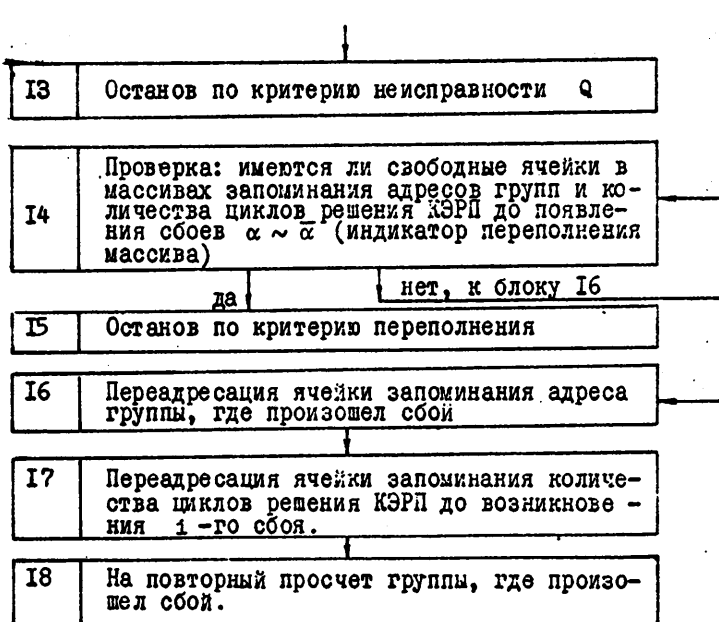 I3 Останов по критерию неисправности Q
Проверка: имеются ли свободные ячейки в
массивах запоминания адресов групп и ко-
I4 личества циклов решения КЭРП до появле-
ния сбоев α ~ α̅ (индикатор переполнения
массива)
да нет, к блоку I6
I5 Останов по критерию переполнения
I6 Переадресация ячейки запоминания адреса
группы, где произошел сбой
I7 Переадресация ячейки запоминания количе-
ства циклов решения КЭРП до возникнове -
ния i -го сбоя.
I8 На повторный просчет группы, где произо-
шел сбой.